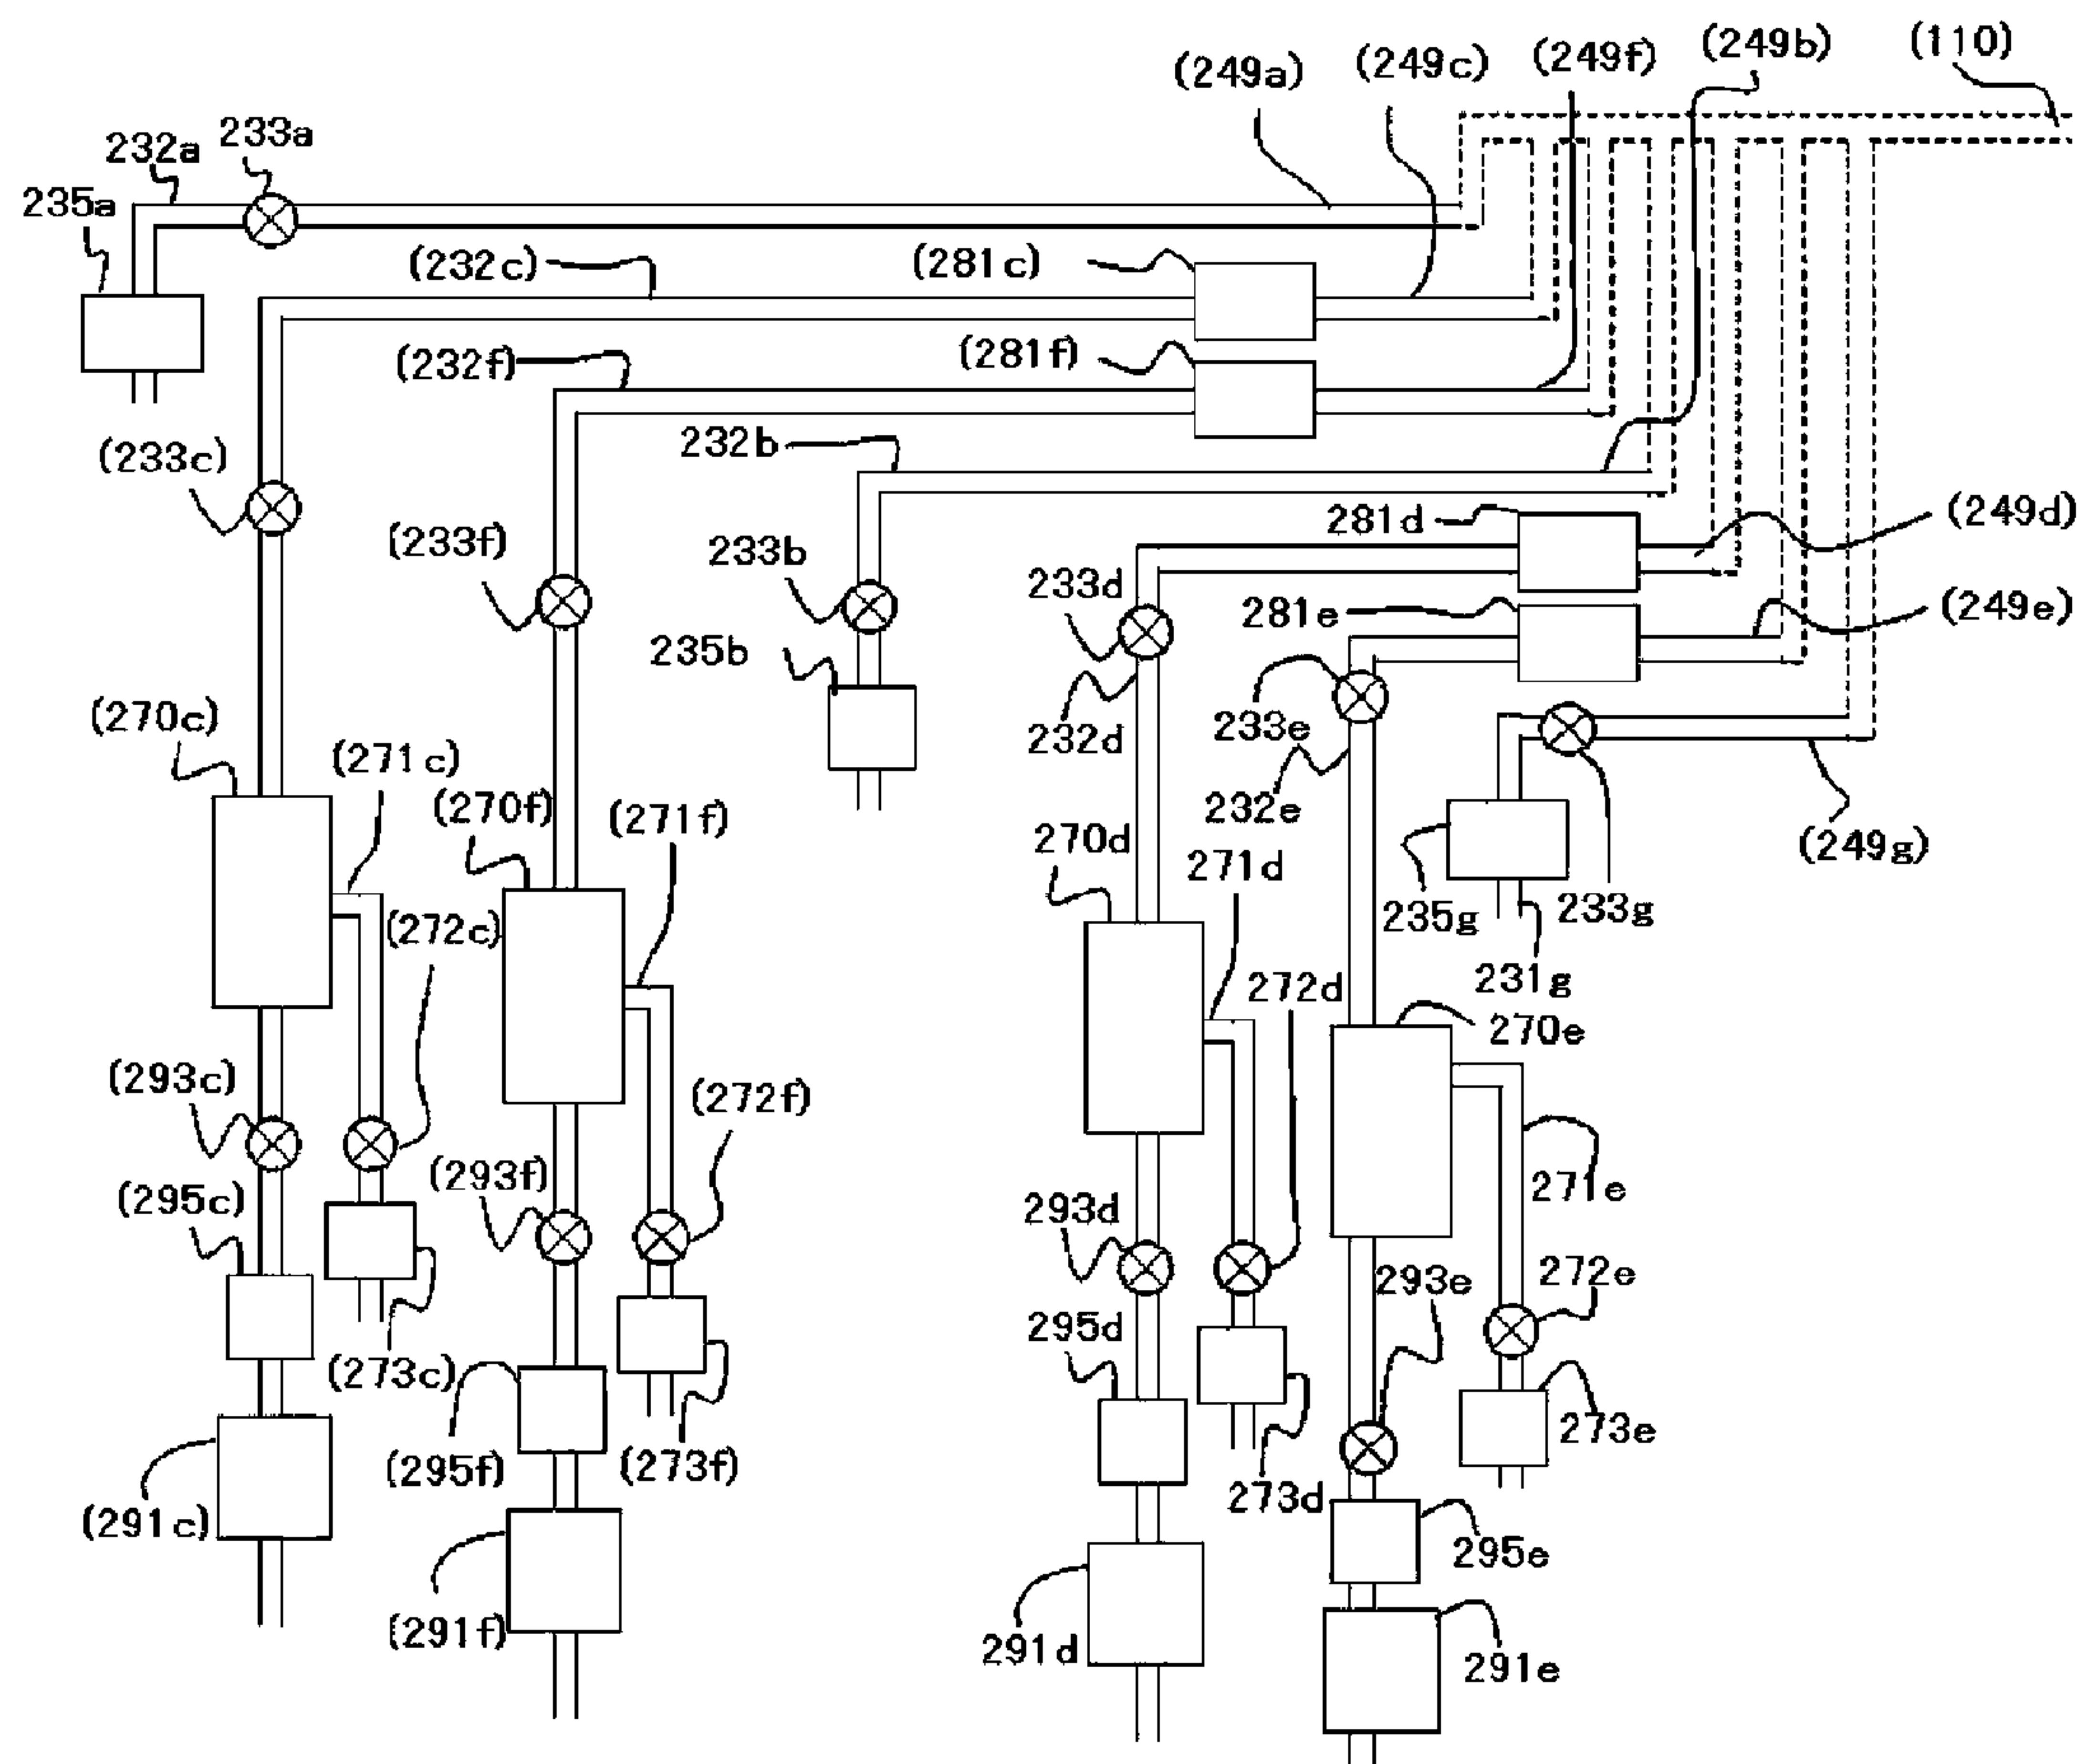 (249a)
(249c)
(249f)
(249b)
(110)
232a
233a
235a
(232c)
(281c)
(232f)
(281f)
(233c)
232b
(233f)
233b
281d
(249d)
233d
281e
(249e)
235b
232d
233e
232e
(270c)
(271c)
(270f)
(271f)
270d
271d
(249g)
235g
233g
231g
(272c)
272d
270e
(293c)
(272f)
(293f)
(295c)
293d
271e
293e
272e
295d
(273c)
(295f)
(273f)
273d
273e
(291c)
295e
(291f)
291d
291e